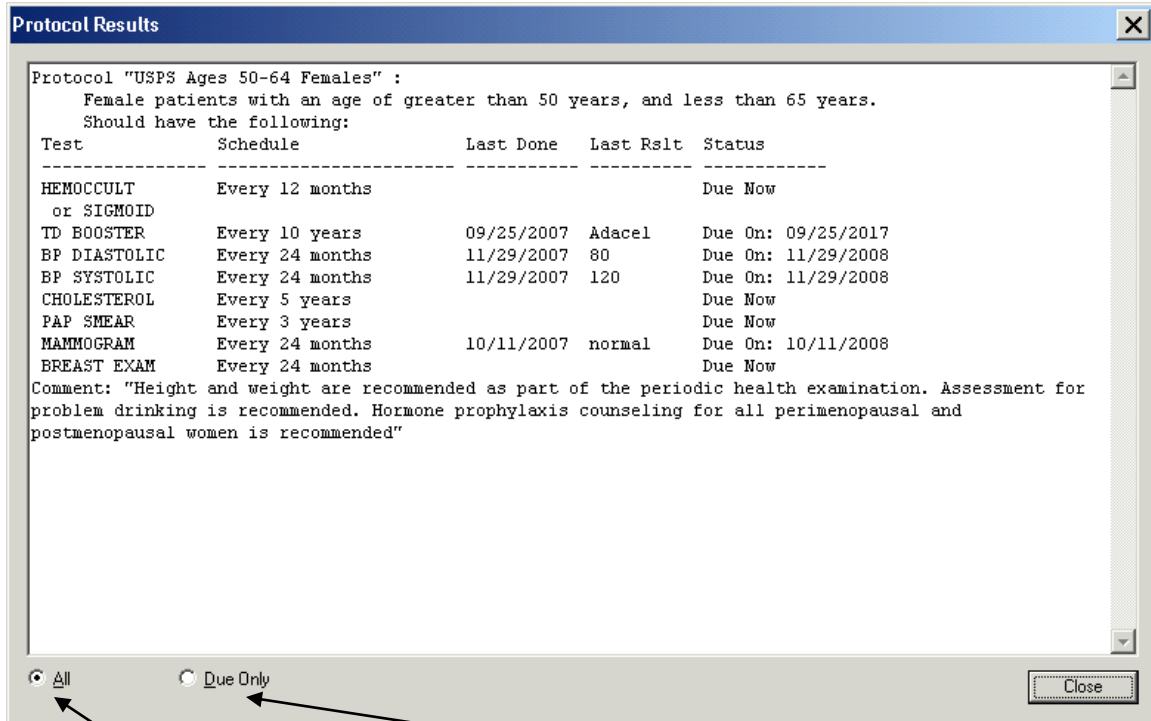 Protocol Results
Protocol "USPS Ages 50-64 Females" :
Female patients with an age of greater than 50 years, and less than 65 years.
Should have the following:
Test Schedule Last Done Last Rslt Status
---------------- ----------------------- ----------- ---------- ------------
HEMOCCULT Every 12 months Due Now
or SIGMOID
TD BOOSTER Every 10 years 09/25/2007 Adacel Due On: 09/25/2017
BP DIASTOLIC Every 24 months 11/29/2007 80 Due On: 11/29/2008
BP SYSTOLIC Every 24 months 11/29/2007 120 Due On: 11/29/2008
CHOLESTEROL Every 5 years Due Now
PAP SMEAR Every 3 years Due Now
MAMMOGRAM Every 24 months 10/11/2007 normal Due On: 10/11/2008
BREAST EXAM Every 24 months Due Now
Comment: "Height and weight are recommended as part of the periodic health examination. Assessment for
problem drinking is recommended. Hormone prophylaxis counseling for all perimenopausal and
postmenopausal women is recommended"
All Due Only Close